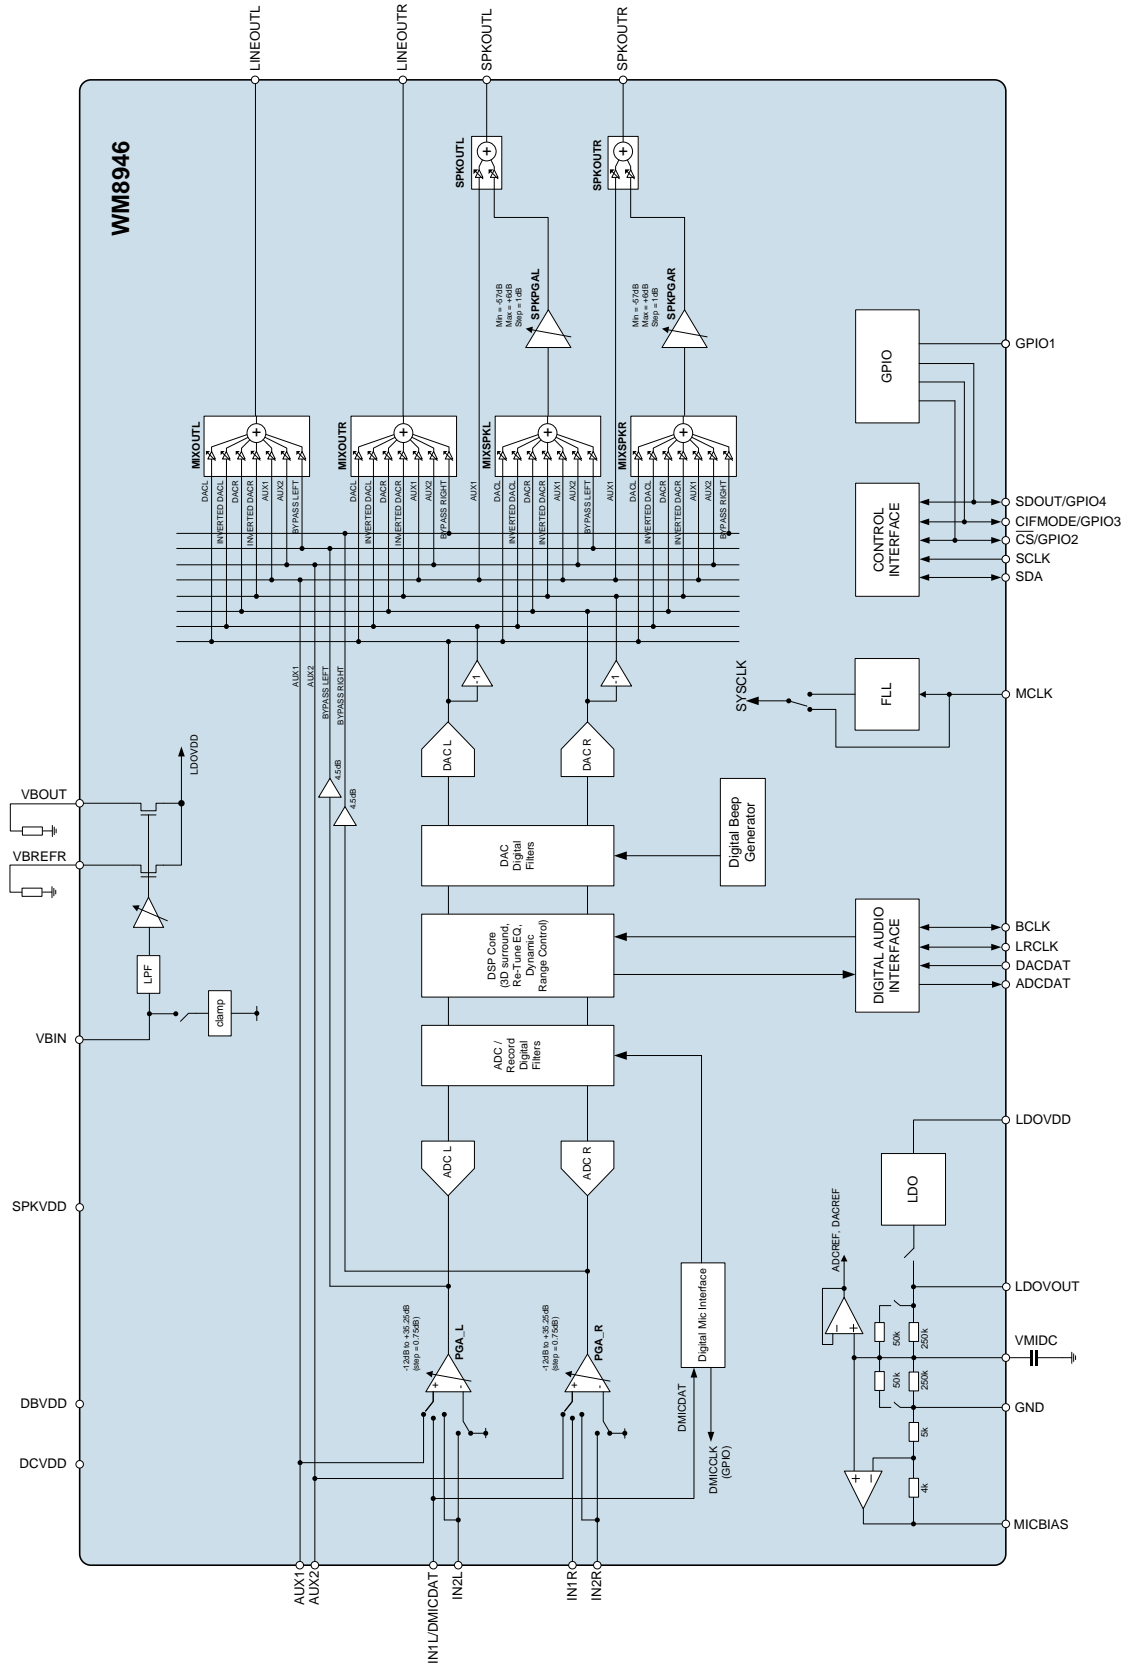 LINEOUTL
LINEOUTR
SPKOUTL
SPKOUTR
WM8946
SPKOUTL
SPKOUTR
Min = -57dB
Max = +6dB
Step = 1dB
SPKPGAL
Min = -57dB
Max = +6dB
Step = 1dB
SPKPGAR
MIXOUTL
DACL
INVERTED DACL
DACR
INVERTED DACR
AUX1
AUX2
BYPASS LEFT
MIXOUTR
DACL
INVERTED DACL
DACR
INVERTED DACR
AUX1
AUX2
BYPASS RIGHT
AUX1
MIXSPKL
DACL
INVERTED DACL
DACR
INVERTED DACR
AUX1
AUX2
BYPASS LEFT
AUX1
MIXSPKR
DACL
INVERTED DACL
DACR
INVERTED DACR
AUX1
AUX2
BYPASS RIGHT
GPIO
GPIO1
CONTROL
INTERFACE
SDOUT/GPIO4
CIFMODE/GPIO3
CS/GPIO2
SCLK
SDA
AUX1
AUX2
BYPASS LEFT
BYPASS RIGHT
-1
-1
SYSCLK
FLL
MCLK
DAC L
DAC R
4.5dB
4.5dB
LDOVDD
VBOUT
VBREFR
LPF
clamp
VBIN
DAC
Digital
Filters
Digital Beep
Generator
DSP Core
(3D surround,
Re-Tune EQ,
Dynamic
Range Control)
DIGITAL AUDIO
INTERFACE
BCLK
LRCLK
DACDAT
ADCDAT
ADC /
Record
Digital
Filters
ADC L
ADC R
SPKVDD
DBVDD
DCVDD
LDOVDD
LDO
ADCREF, DACREF
LDOVOUT
50k
250k
VMIDC
50k
250k
GND
5k
4k
MICBIAS
+
-
+
-
Digital Mic Interface
DMICDAT
DMICCLK
(GPIO)
-12dB to +35.25dB
(step = 0.75dB)
PGA_L
+
-
-12dB to +35.25dB
(step = 0.75dB)
PGA_R
+
-
AUX1
AUX2
IN1L/DMICDAT
IN2L
IN1R
IN2R